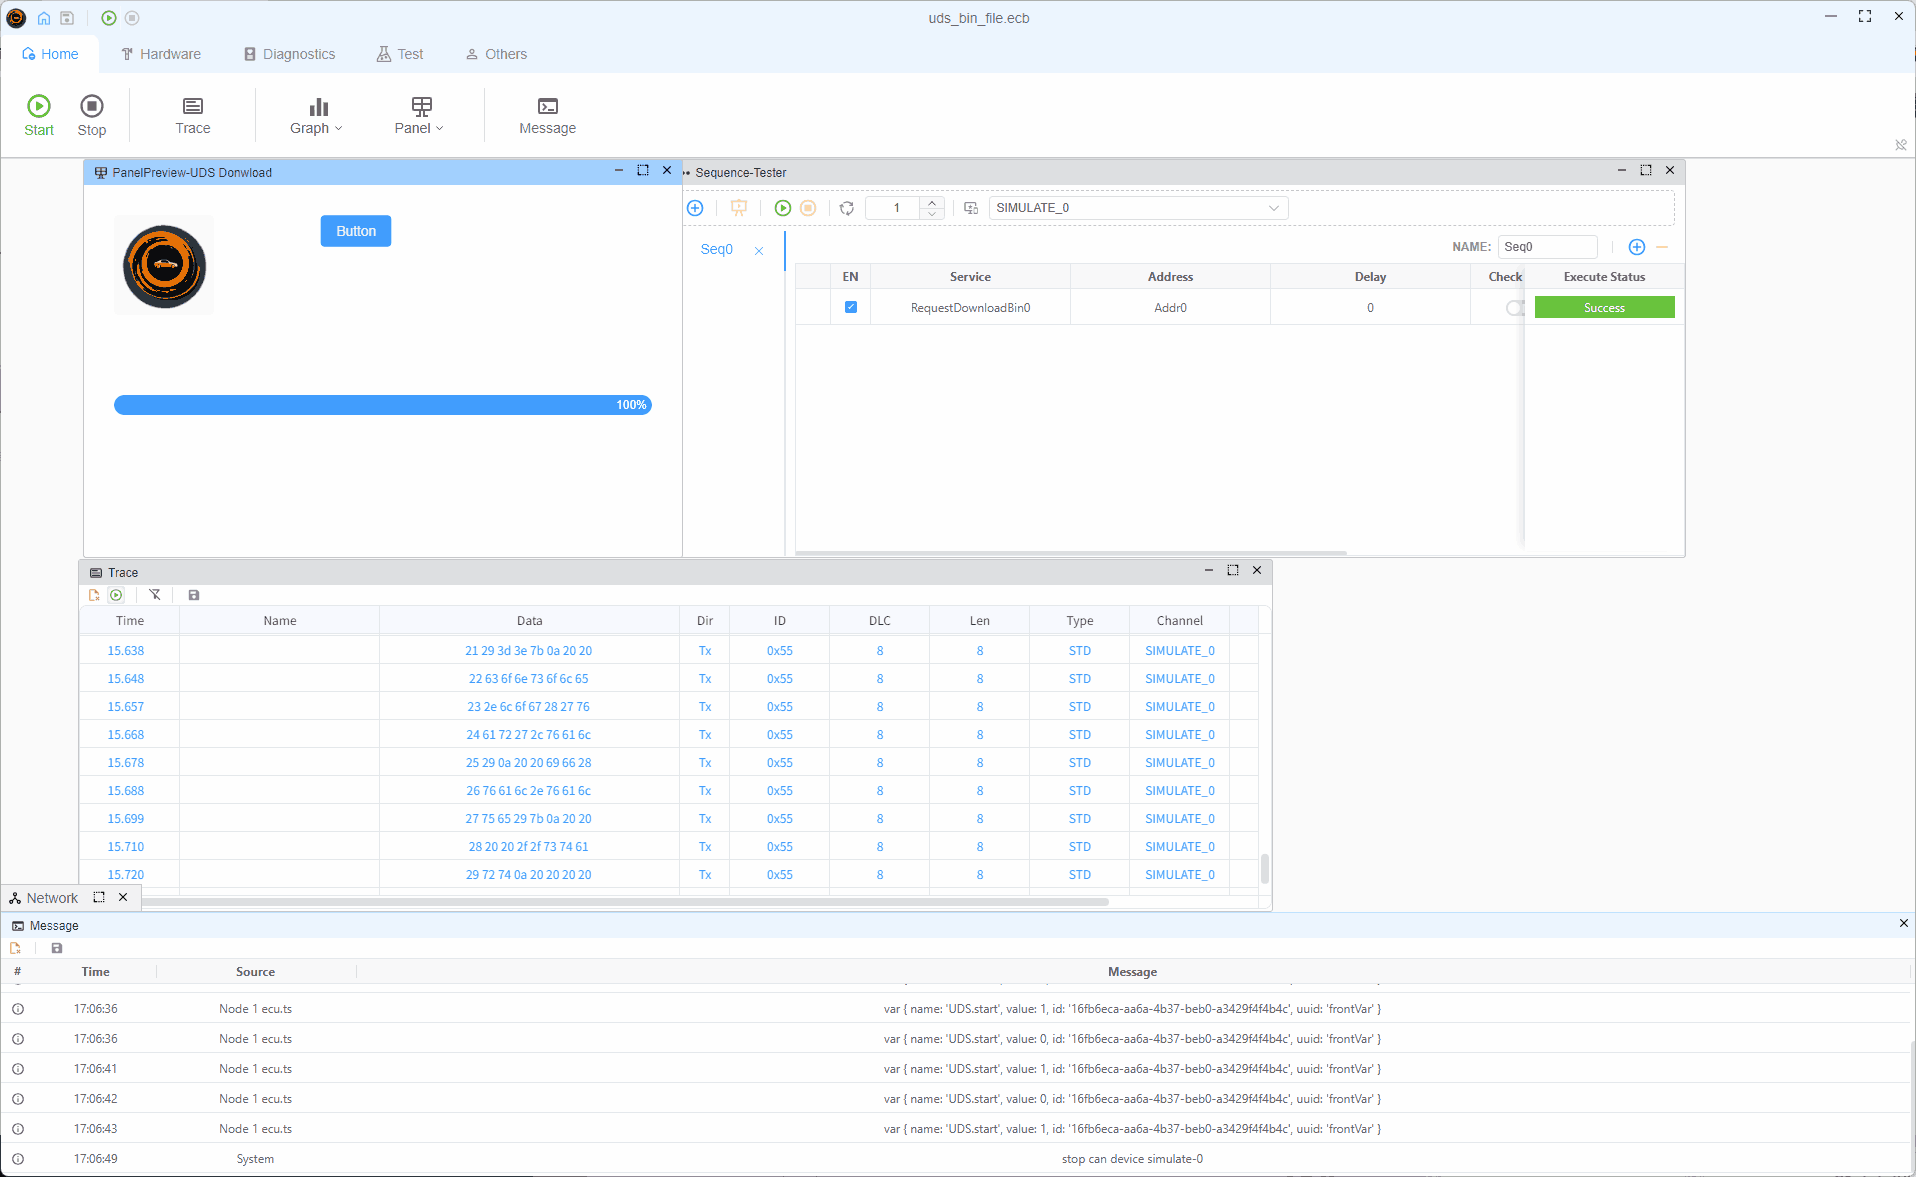 uds_bin_file.ecb
Home Hardware Diagnostics Test Others
Start Stop Trace Graph Panel Message
PanelPreview-UDS Donwload
Button
100%
Sequence-Tester
1 SIMULATE_0
Seq0
NAME: Seq0
EN Service Address Delay Check Execute Status
RequestDownloadBin0 Addr0 0 Success
Trace
Time Name Data Dir ID DLC Len Type Channel
15.638 21 29 3d 3e 7b 0a 20 20 Tx 0x55 8 8 STD SIMULATE_0
15.648 22 63 6f 6e 73 6f 6c 65 Tx 0x55 8 8 STD SIMULATE_0
15.657 23 2e 6c 6f 67 28 27 76 Tx 0x55 8 8 STD SIMULATE_0
15.668 24 61 72 27 2c 76 61 6c Tx 0x55 8 8 STD SIMULATE_0
15.678 25 29 0a 20 20 69 66 28 Tx 0x55 8 8 STD SIMULATE_0
15.688 26 76 61 6c 2e 76 61 6c Tx 0x55 8 8 STD SIMULATE_0
15.699 27 75 65 29 7b 0a 20 20 Tx 0x55 8 8 STD SIMULATE_0
15.710 28 20 20 2f 2f 73 74 61 Tx 0x55 8 8 STD SIMULATE_0
15.720 29 72 74 0a 20 20 20 20 Tx 0x55 8 8 STD SIMULATE_0
Network
Message
# Time Source Message
17:06:36 Node 1 ecu.ts var { name: 'UDS.start', value: 1, id: '16fb6eca-aa6a-4b37-beb0-a3429f4f4b4c', uuid: 'frontVar' }
17:06:36 Node 1 ecu.ts var { name: 'UDS.start', value: 0, id: '16fb6eca-aa6a-4b37-beb0-a3429f4f4b4c', uuid: 'frontVar' }
17:06:41 Node 1 ecu.ts var { name: 'UDS.start', value: 1, id: '16fb6eca-aa6a-4b37-beb0-a3429f4f4b4c', uuid: 'frontVar' }
17:06:42 Node 1 ecu.ts var { name: 'UDS.start', value: 0, id: '16fb6eca-aa6a-4b37-beb0-a3429f4f4b4c', uuid: 'frontVar' }
17:06:43 Node 1 ecu.ts var { name: 'UDS.start', value: 1, id: '16fb6eca-aa6a-4b37-beb0-a3429f4f4b4c', uuid: 'frontVar' }
17:06:49 System stop can device simulate-0